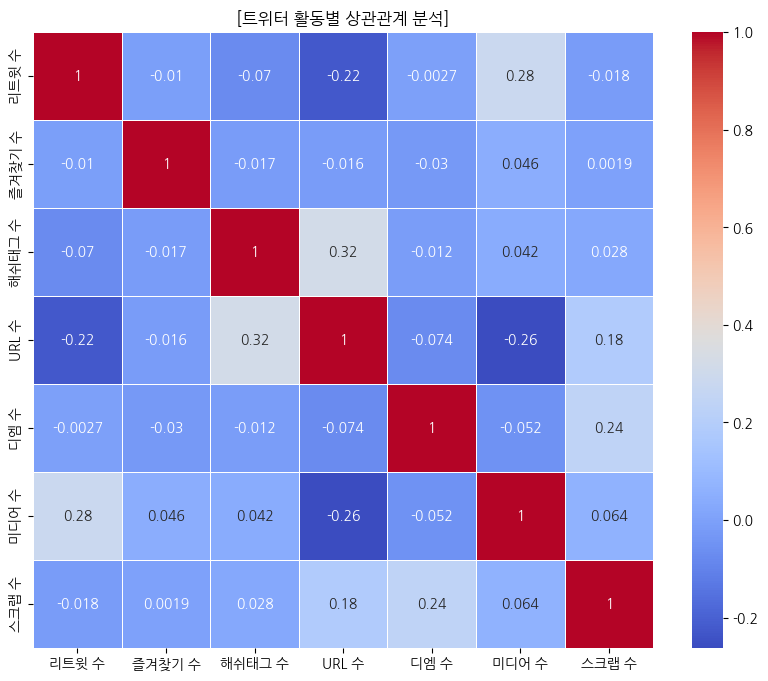 [트위터 활동별 상관관계 분석]
리트윗 수 1 -0.01 -0.07 -0.22 -0.0027 0.28 -0.018
즐겨찾기 수 -0.01 1 -0.017 -0.016 -0.03 0.046 0.0019
해쉬태그 수 -0.07 -0.017 1 0.32 -0.012 0.042 0.028
URL 수 -0.22 -0.016 0.32 1 -0.074 -0.26 0.18
디엠 수 -0.0027 -0.03 -0.012 -0.074 1 -0.052 0.24
미디어 수 0.28 0.046 0.042 -0.26 -0.052 1 0.064
스크랩 수 -0.018 0.0019 0.028 0.18 0.24 0.064 1
리트윗 수 즐겨찾기 수 해쉬태그 수 URL 수 디엠 수 미디어 수 스크랩 수
1.0
0.8
0.6
0.4
0.2
0.0
-0.2